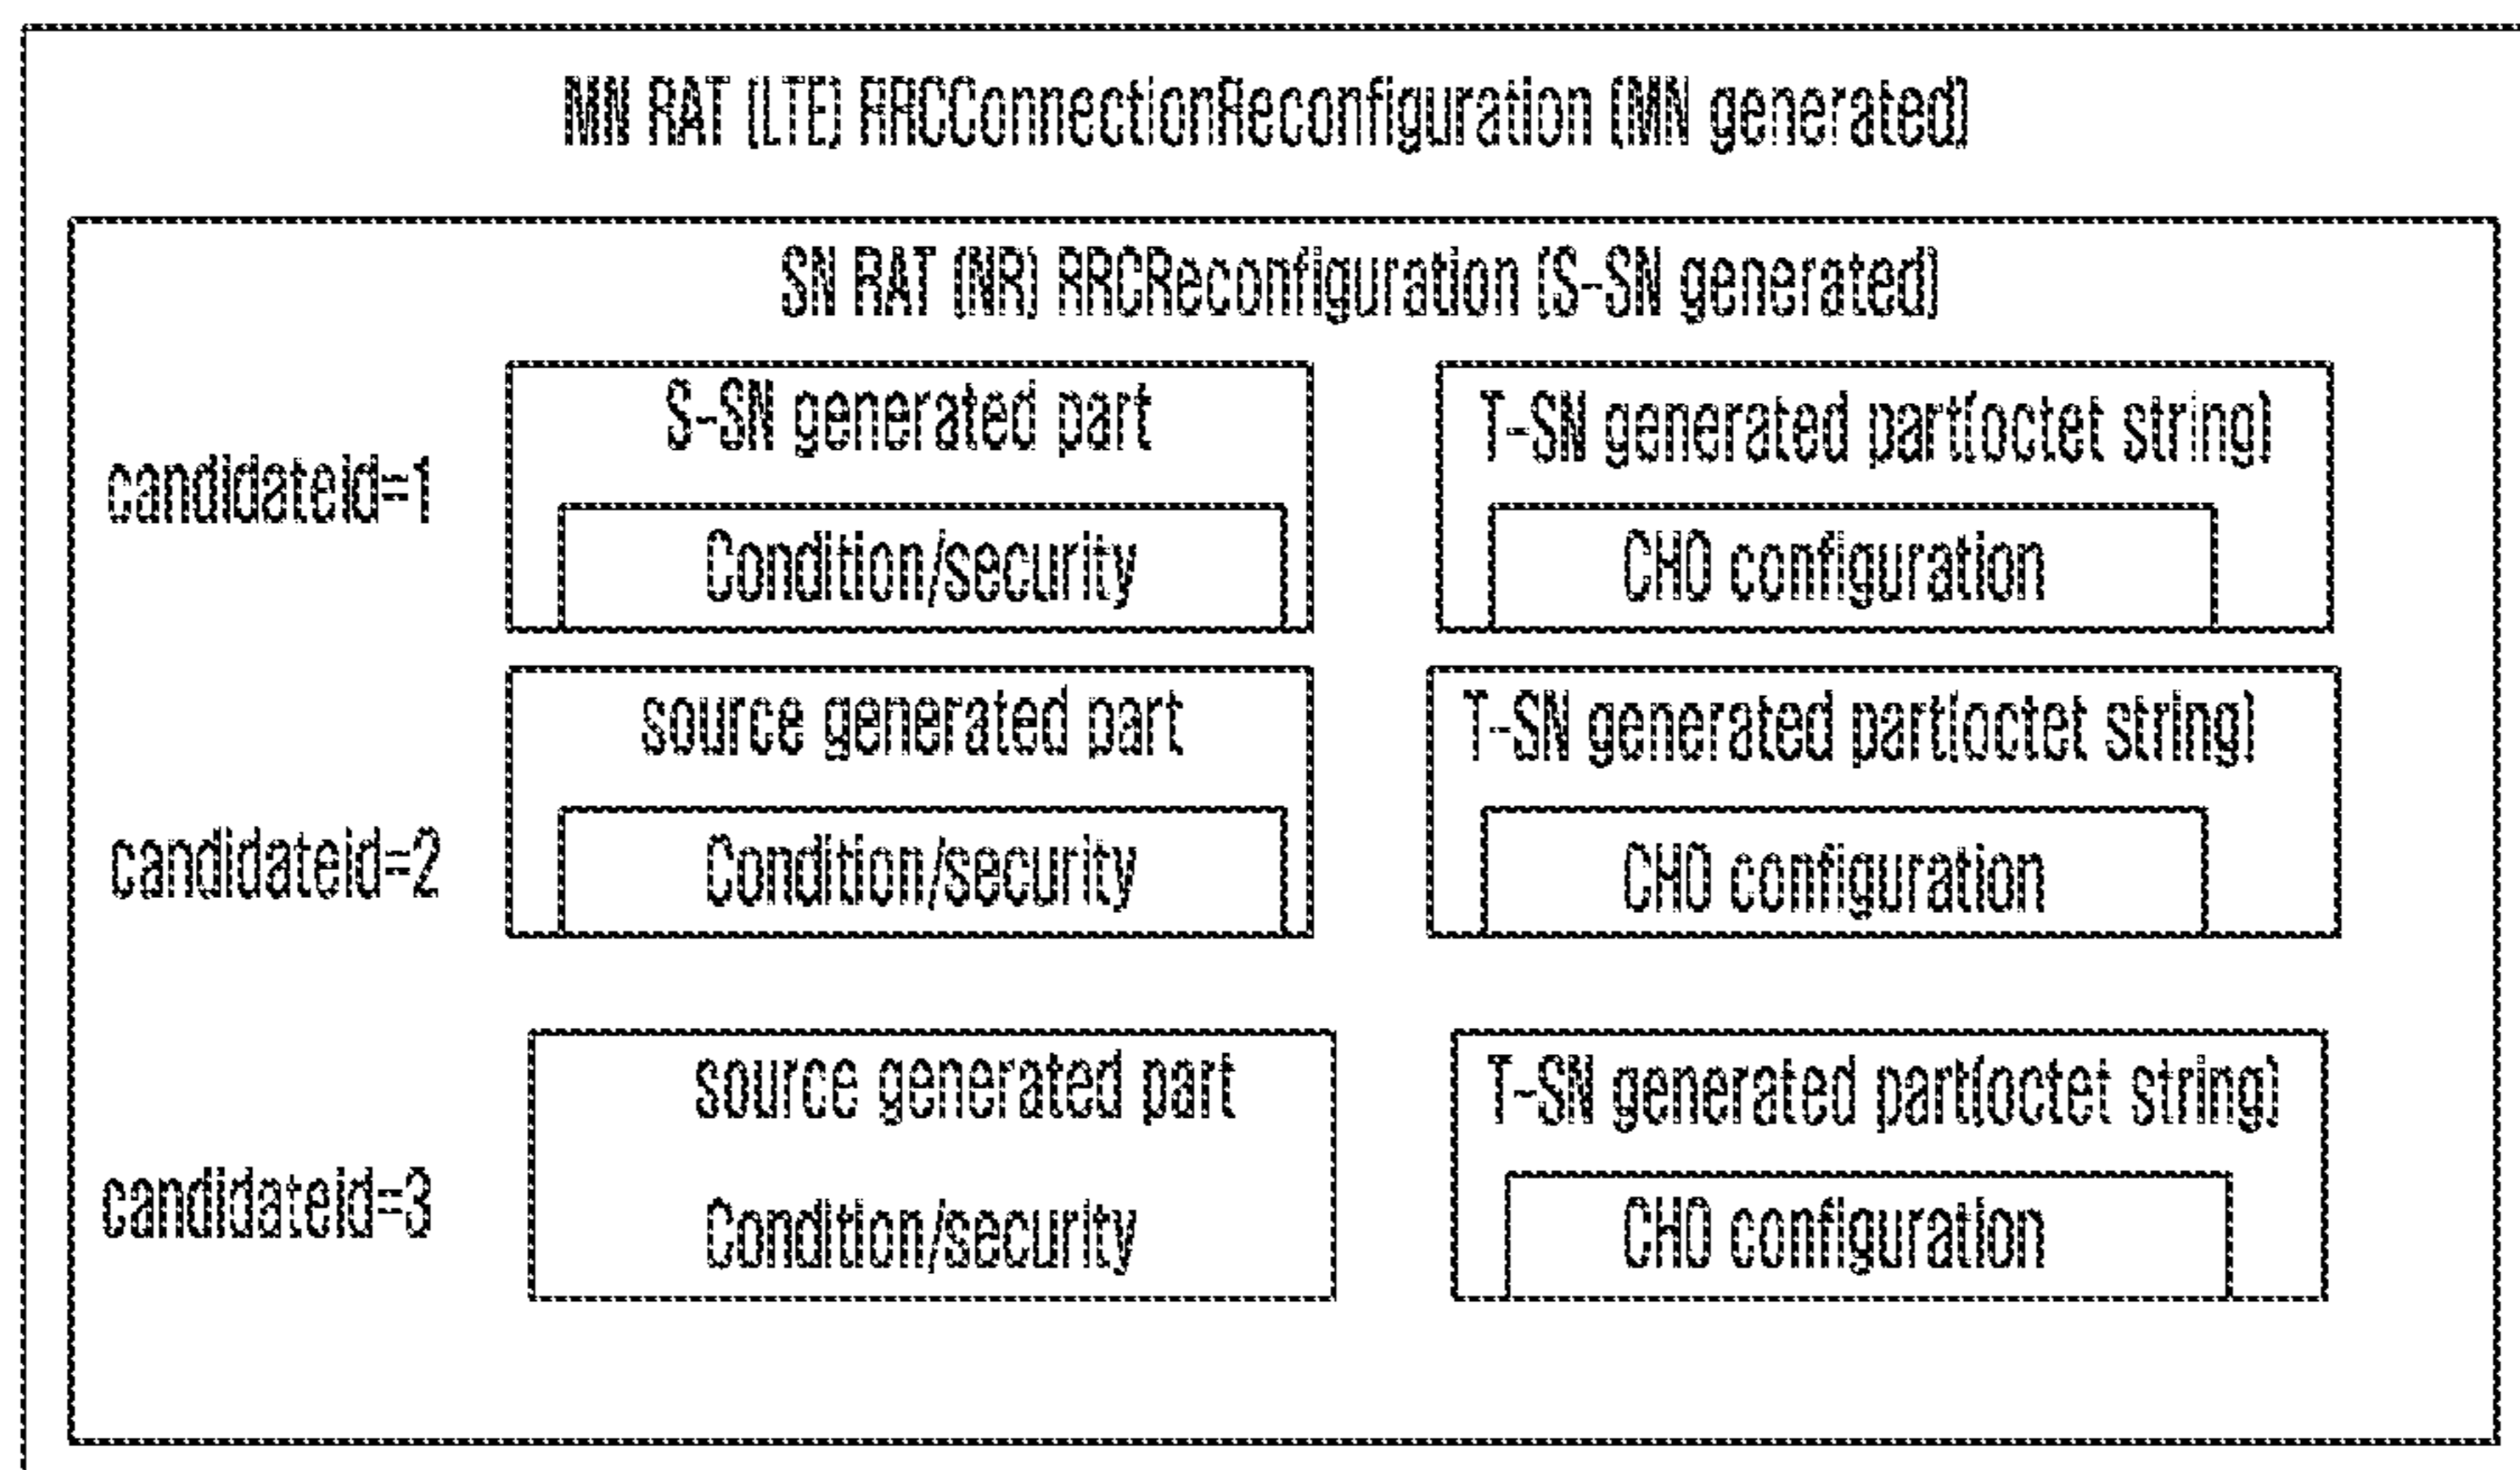 MN RAT (LTE) RRCConnectionReconfiguration (MN generated)
SN RAT (NR) RRCReconfiguration (S-SN generated)
candidateid=1
S-SN generated part
Condition/security
T-SN generated part(octet string)
CHO configuration
candidateid=2
source generated part
Condition/security
T-SN generated part(octet string)
CHO configuration
candidateid=3
source generated part
Condition/security
T-SN generated part(octet string)
CHO configuration